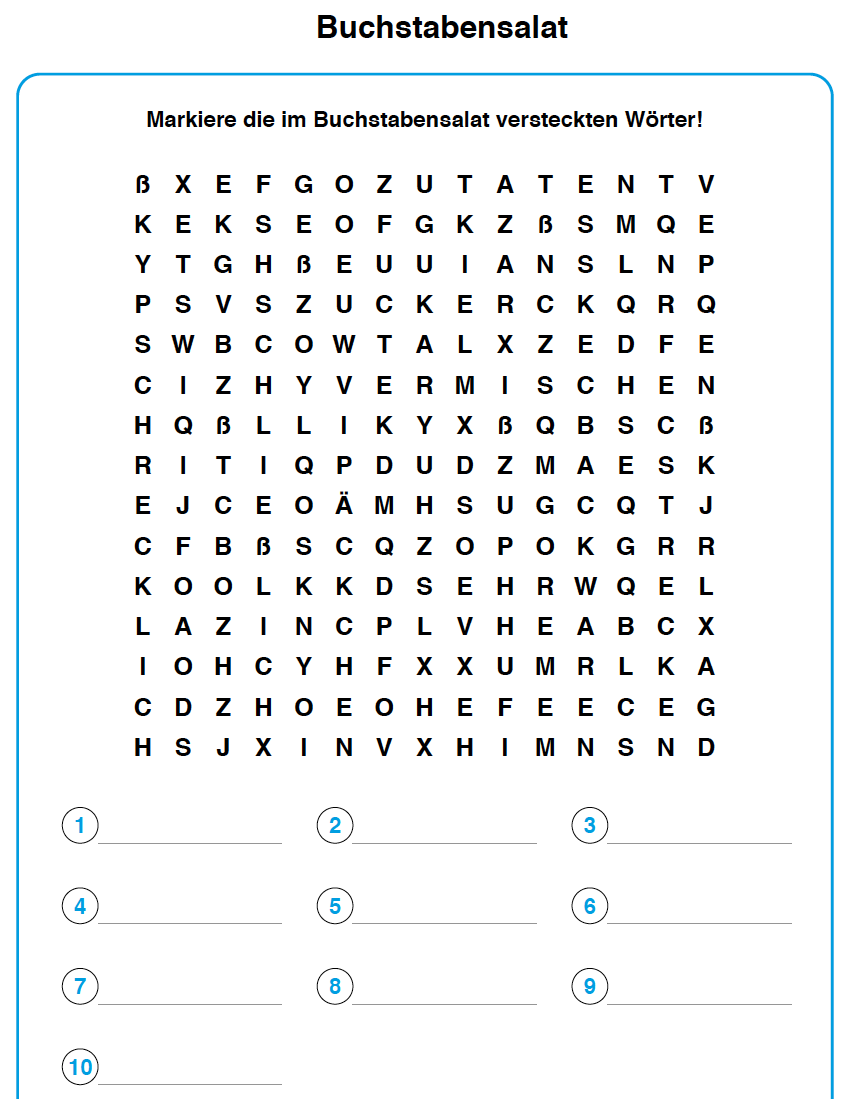 Buchstabensalat
Markiere die im Buchstabensalat versteckten Wörter!
ß X E F G O Z U T A T E N T V
K E K S E O F G K Z ß S M Q E
Y T G H ß E U U I A N S L N P
P S V S Z U C K E R C K Q R Q
S W B C O W T A L X Z E D F E
C I Z H Y V E R M I S C H E N
H Q ß L L I K Y X ß Q B S C ß
R I T I Q P D U D Z M A E S K
E J C E O Ä M H S U G C Q T J
C F B ß S C Q Z O P O K G R R
K O O L K K D S E H R W Q E L
L A Z I N C P L V H E A B C X
I O H C Y H F X X U M R L K A
C D Z H O E O H E F E E C E G
H S J X I N V X H I M N S N D
1 2 3
4 5 6
7 8 9
10